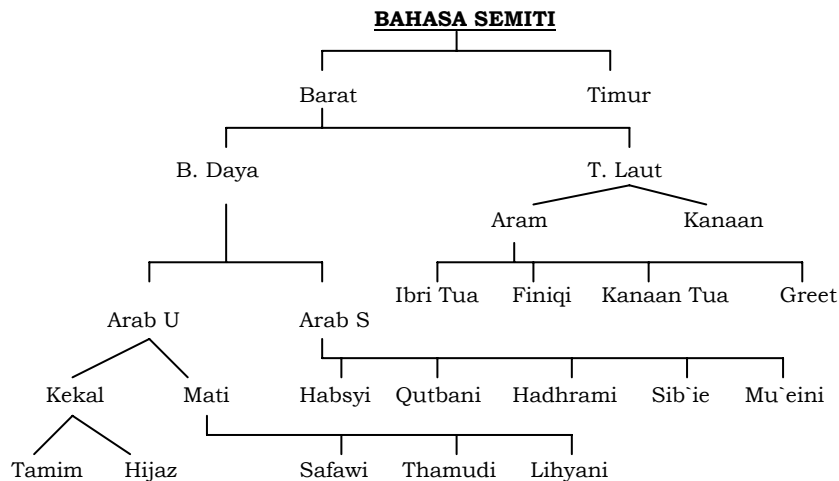 BAHASA SEMITI
Barat Timur
B. Daya T. Laut
Aram Kanaan
Ibri Tua Finiqi Kanaan Tua Greet
Arab U Arab S
Kekal Mati Habsyi Qutbani Hadhrami Sib`ie Mu`eini
Tamim Hijaz Safawi Thamudi Lihyani